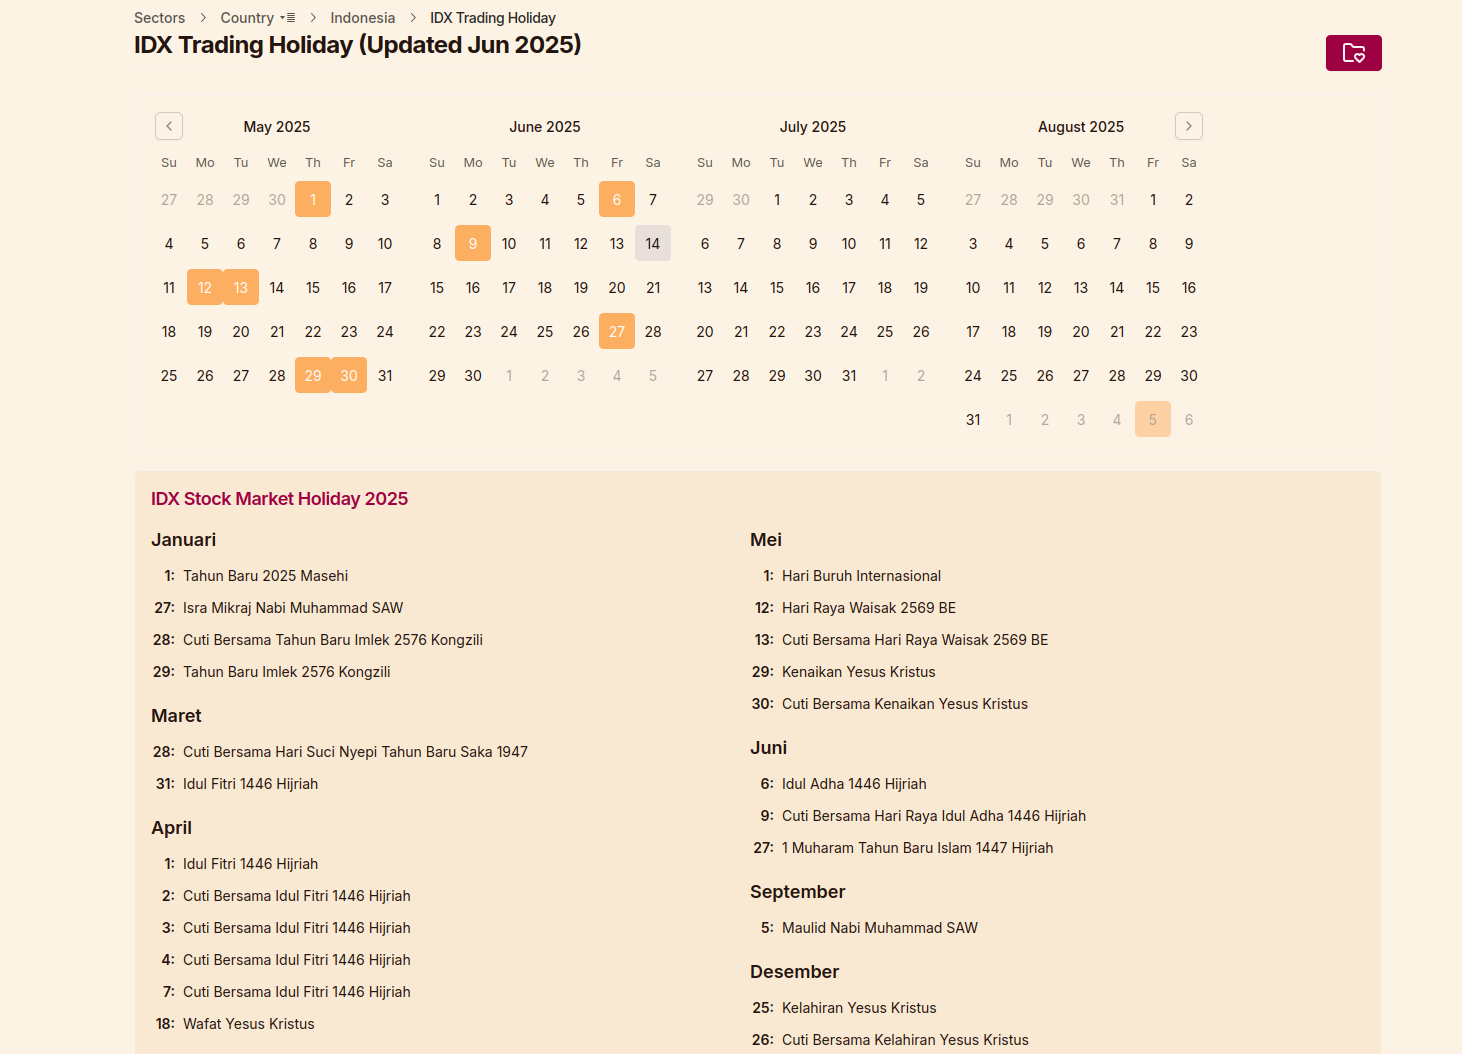 Sectors > Country > Indonesia > IDX Trading Holiday
IDX Trading Holiday (Updated Jun 2025)
May 2025
Su Mo Tu We Th Fr Sa
27 28 29 30 1 2 3
4 5 6 7 8 9 10
11 12 13 14 15 16 17
18 19 20 21 22 23 24
25 26 27 28 29 30 31
June 2025
Su Mo Tu We Th Fr Sa
1 2 3 4 5 6 7
8 9 10 11 12 13 14
15 16 17 18 19 20 21
22 23 24 25 26 27 28
29 30 1 2 3 4 5
July 2025
Su Mo Tu We Th Fr Sa
29 30 1 2 3 4 5
6 7 8 9 10 11 12
13 14 15 16 17 18 19
20 21 22 23 24 25 26
27 28 29 30 31 1 2
August 2025
Su Mo Tu We Th Fr Sa
27 28 29 30 31 1 2
3 4 5 6 7 8 9
10 11 12 13 14 15 16
17 18 19 20 21 22 23
24 25 26 27 28 29 30
31 1 2 3 4 5 6
IDX Stock Market Holiday 2025
Januari
1: Tahun Baru 2025 Masehi
27: Isra Mikraj Nabi Muhammad SAW
28: Cuti Bersama Tahun Baru Imlek 2576 Kongzili
29: Tahun Baru Imlek 2576 Kongzili
Maret
28: Cuti Bersama Hari Suci Nyepi Tahun Baru Saka 1947
31: Idul Fitri 1446 Hijriah
April
1: Idul Fitri 1446 Hijriah
2: Cuti Bersama Idul Fitri 1446 Hijriah
3: Cuti Bersama Idul Fitri 1446 Hijriah
4: Cuti Bersama Idul Fitri 1446 Hijriah
7: Cuti Bersama Idul Fitri 1446 Hijriah
18: Wafat Yesus Kristus
Mei
1: Hari Buruh Internasional
12: Hari Raya Waisak 2569 BE
13: Cuti Bersama Hari Raya Waisak 2569 BE
29: Kenaikan Yesus Kristus
30: Cuti Bersama Kenaikan Yesus Kristus
Juni
6: Idul Adha 1446 Hijriah
9: Cuti Bersama Hari Raya Idul Adha 1446 Hijriah
27: 1 Muharam Tahun Baru Islam 1447 Hijriah
September
5: Maulid Nabi Muhammad SAW
Desember
25: Kelahiran Yesus Kristus
26: Cuti Bersama Kelahiran Yesus Kristus